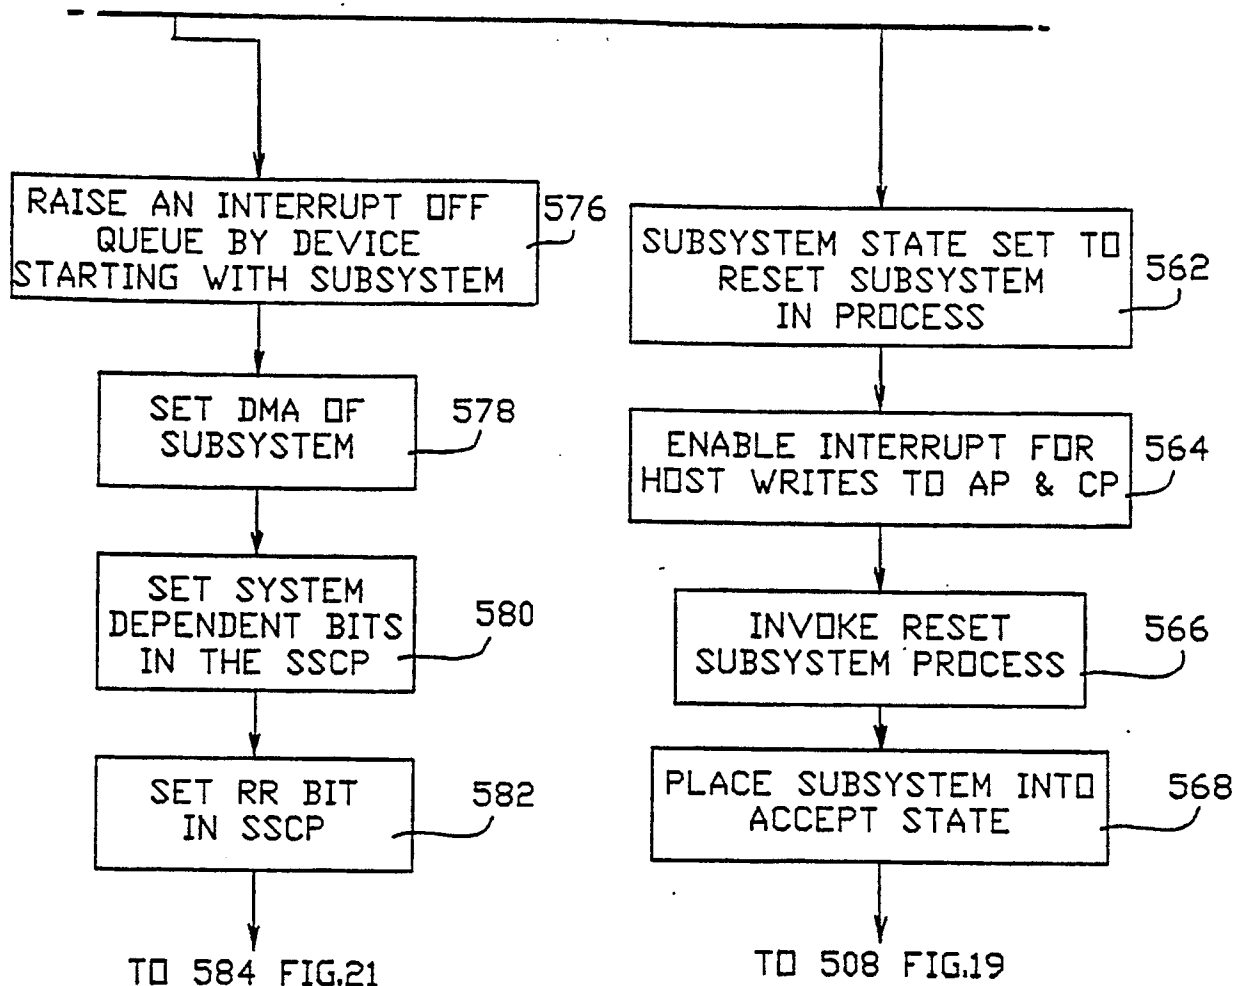 RAISE AN INTERRUPT OFF
QUEUE BY DEVICE
STARTING WITH SUBSYSTEM
576
SET DMA OF
SUBSYSTEM
578
SET SYSTEM
DEPENDENT BITS
IN THE SSCP
580
SET RR BIT
IN SSCP
582
TO 584 FIG.21
SUBSYSTEM STATE SET TO
RESET SUBSYSTEM
IN PROCESS
562
ENABLE INTERRUPT FOR
HOST WRITES TO AP & CP
564
INVOKE RESET
SUBSYSTEM PROCESS
566
PLACE SUBSYSTEM INTO
ACCEPT STATE
568
TO 508 FIG.19